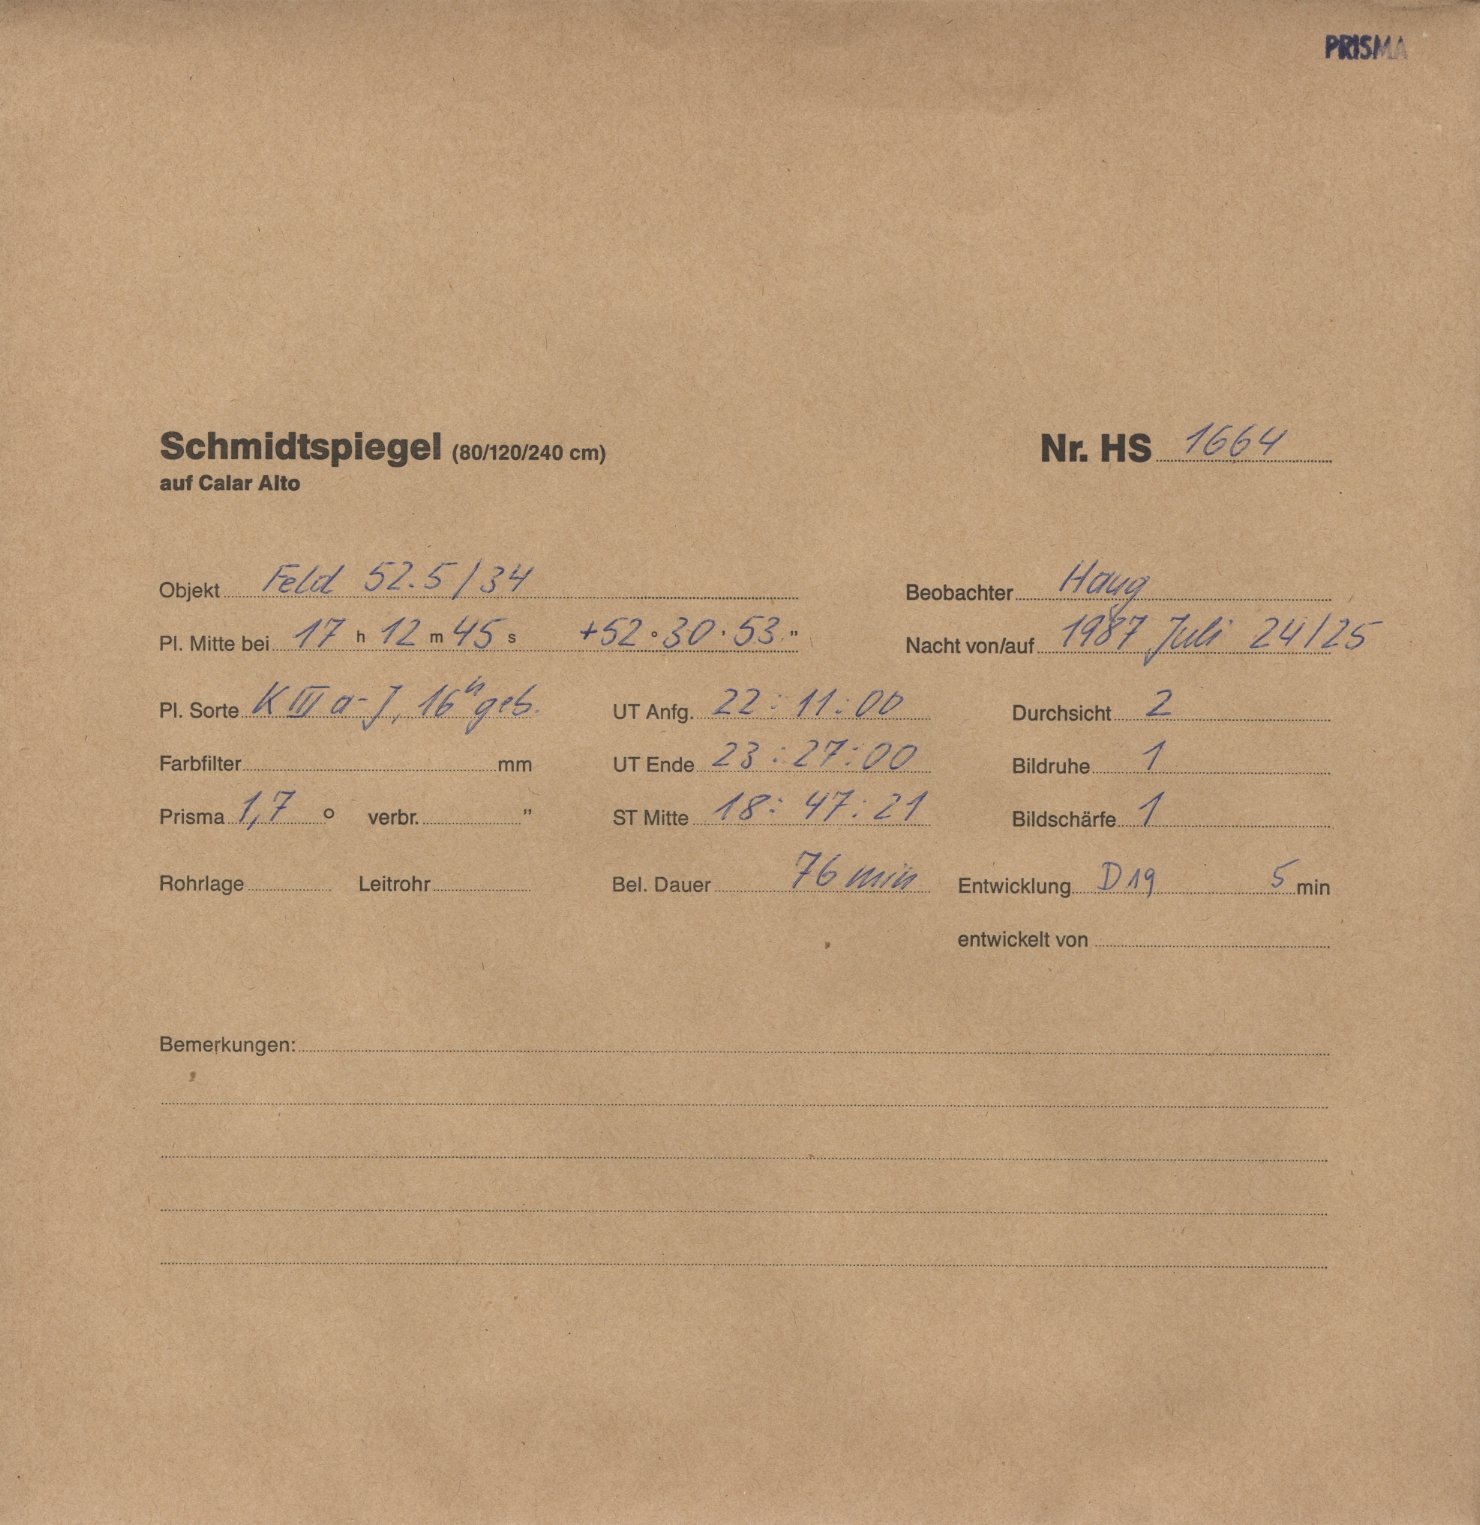 PRISMA
Schmidtspiegel (80/120/240 cm) Nr. HS 1664
auf Calar Alto
Objekt Feld 52.5/34 Beobachter Haug
Pl. Mitte bei 17 h 12 m 45 s +52° 30' 53" Nacht von/auf 1987 Juli 24/25
Pl. Sorte K III a-J, 16h geb. UT Anfg. 22:11:00 Durchsicht 2
Farbfilter mm UT Ende 23:27:00 Bildruhe 1
Prisma 1,7 ° verbr. " ST Mitte 18:47:21 Bildschärfe 1
Rohrlage Leitrohr Bel. Dauer 76 min Entwicklung D19 5 min
entwickelt von
Bemerkungen: